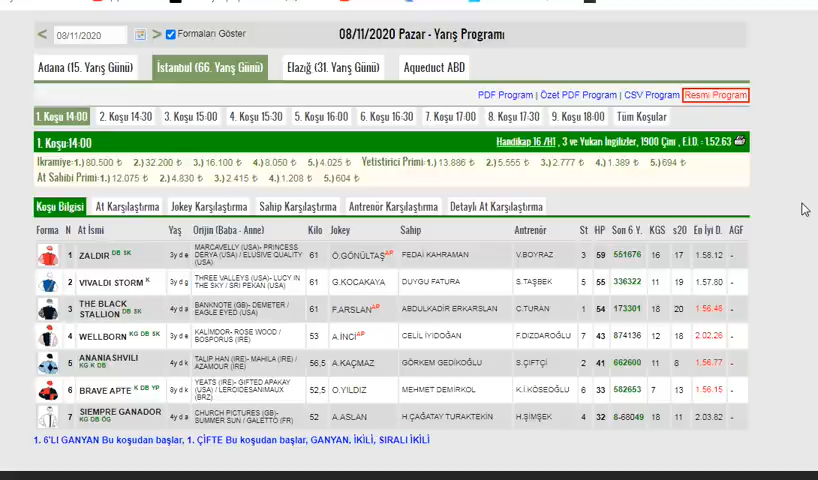 08/11/2020 Formaları Göster 08/11/2020 Pazar - Yarış Programı
Adana (15. Yarış Günü) İstanbul (66. Yarış Günü) Elazığ (31. Yarış Günü) Aqueduct ABD
PDF Program | Özet PDF Program | CSV Program Resmi Program
1. Koşu 14:00 2. Koşu 14:30 3. Koşu 15:00 4. Koşu 15:30 5. Koşu 16:00 6. Koşu 16:30 7. Koşu 17:00 8. Koşu 17:30 9. Koşu 18:00 Tüm Koşular
1. Koşu:14:00 Handikap 16 /H1 , 3 ve Yukarı İngilizler, 1900 Çim , E.İ.D. : 1.52.63
Ikramiye:1.) 80.500 ₺ 2.) 32.200 ₺ 3.) 16.100 ₺ 4.) 8.050 ₺ 5.) 4.025 ₺ Yetistirici Primi:1.) 13.886 ₺ 2.) 5.555 ₺ 3.) 2.777 ₺ 4.) 1.389 ₺ 5.) 694 ₺
At Sahibi Primi:1.) 12.075 ₺ 2.) 4.830 ₺ 3.) 2.415 ₺ 4.) 1.208 ₺ 5.) 604 ₺
Koşu Bilgisi At Karşılaştırma Jokey Karşılaştırma Sahip Karşılaştırma Antrenör Karşılaştırma Detaylı At Karşılaştırma
Forma N At İsmi Yaş Orijin (Baba - Anne) Kilo Jokey Sahip Antrenör St HP Son 6 Y. KGS s20 En İyi D. AGF
MARCAVELLY (USA)- PRINCESS
1 ZALDIR DB SK 3y d e DERYA (USA) / ELUSIVE QUALITY 61 Ö.GÖNÜLTAŞ AP FEDAİ KAHRAMAN V.BOYRAZ 3 59 551676 16 17 1.58.12 -
(USA)
2 VIVALDI STORM K 3y d g THREE VALLEYS (USA)- LUCY IN 61 G.KOCAKAYA DUYGU FATURA S.TAŞBEK 5 55 336322 11 19 1.57.80 -
THE SKY / SRI PEKAN (USA)
THE BLACK
3 STALLION DB SK 4y d a BANKNOTE (GB)- DEMETER / 61 F.ARSLAN AP ABDULKADİR ERKARSLAN C.TURAN 1 54 173301 18 15 1.56.48 -
EAGLE EYED (USA)
4 WELLBORN KG DB SK 3y d e KALİMDOR- ROSE WOOD / 53 A.İNCİ AP CELİL İYİDOĞAN F.DIZDAROĞLU 7 43 874136 12 18 2.02.26 -
BOSPORUS (IRE)
5 ANANIASHVILI 4y d k TALIP HAN (IRE)- MAHILA (IRE) / 56,5 A.KAÇMAZ GÖRKEM GEDİKOĞLU S.ÇİFTÇİ 2 41 662600 11 8 1.56.77 -
KG K DB AZAMOUR (IRE)
YEATS (IRE)- GIFTED APAKAY
6 BRAVE APTE K DB YP 8y d k (USA) / LEROIDESANIMAUX 52,5 O.YILDIZ MEHMET DEMİRKOL K.İ.KÖSEOĞLU 6 33 582653 7 13 1.56.15 -
(BRZ)
7 SIEMPRE GANADOR 4y d a CHURCH PICTURES (GB)- 52 A.ASLAN H.ÇAĞATAY TURAKTEKİN H.ŞİMŞEK 4 32 8-68049 18 11 2.03.82 -
KG DB ÖG SUMMER SUN / GALETTO (FR)
1. 6'LI GANYAN Bu koşudan başlar, 1. ÇİFTE Bu koşudan başlar, GANYAN, İKİLİ, SIRALI İKİLİ